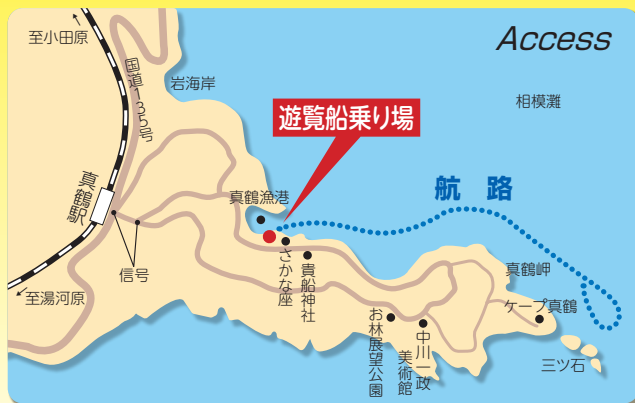 Access
至小田原
国道135号
岩海岸
相模灘
遊覧船乗り場
航路
真鶴駅
真鶴漁港
信号
さかな座
貴船神社
至湯河原
真鶴岬
ケープ真鶴
お林展望公園
中川一政
美術館
三ツ石